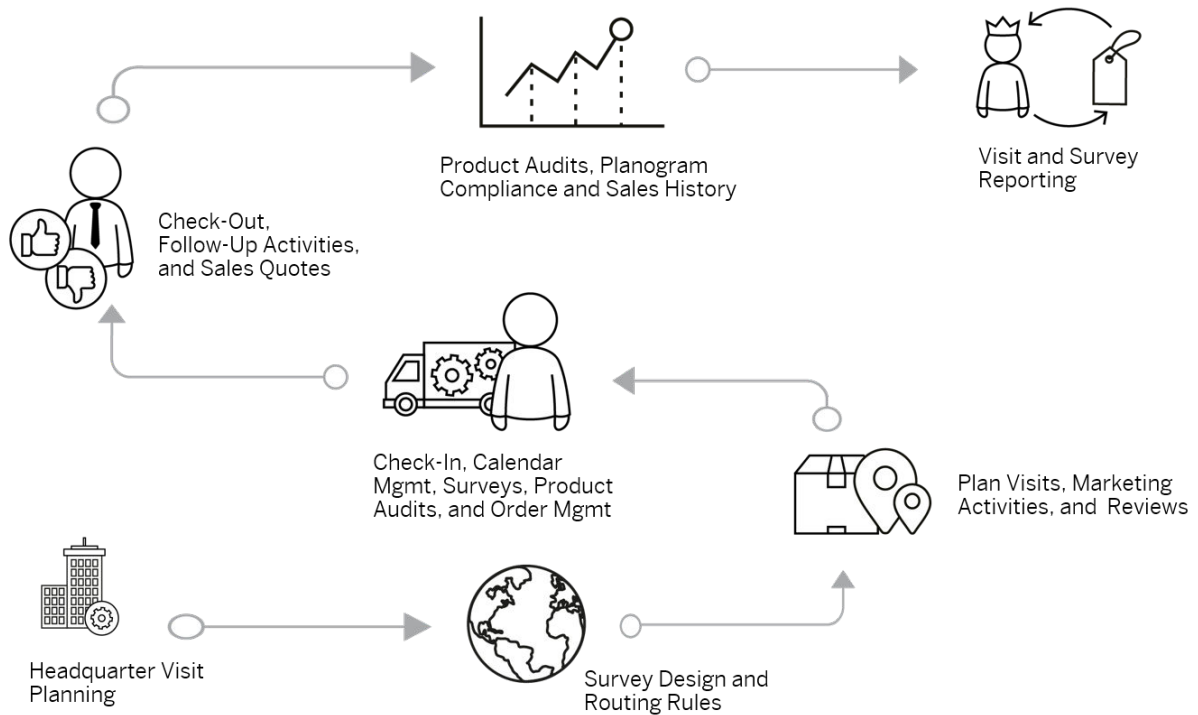 Product Audits, Planogram
Compliance and Sales History
Visit and Survey
Reporting
Check-Out,
Follow-Up Activities,
and Sales Quotes
Check-In, Calendar
Mgmt, Surveys, Product
Audits, and Order Mgmt
Plan Visits, Marketing
Activities, and  Reviews
Headquarter Visit
Planning
Survey Design and
Routing Rules